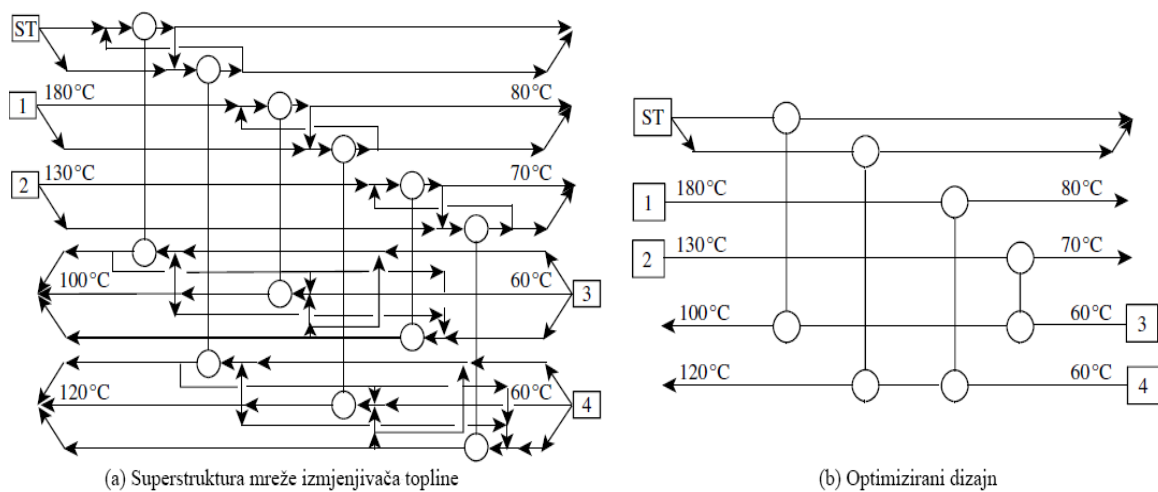 ST
1
180°C
80°C
2
130°C
70°C
100°C
60°C
3
120°C
60°C
4
(a) Superstruktura mreže izmjenjivača topline
ST
1
180°C
80°C
2
130°C
70°C
100°C
60°C
3
120°C
60°C
4
(b) Optimizirani dizajn